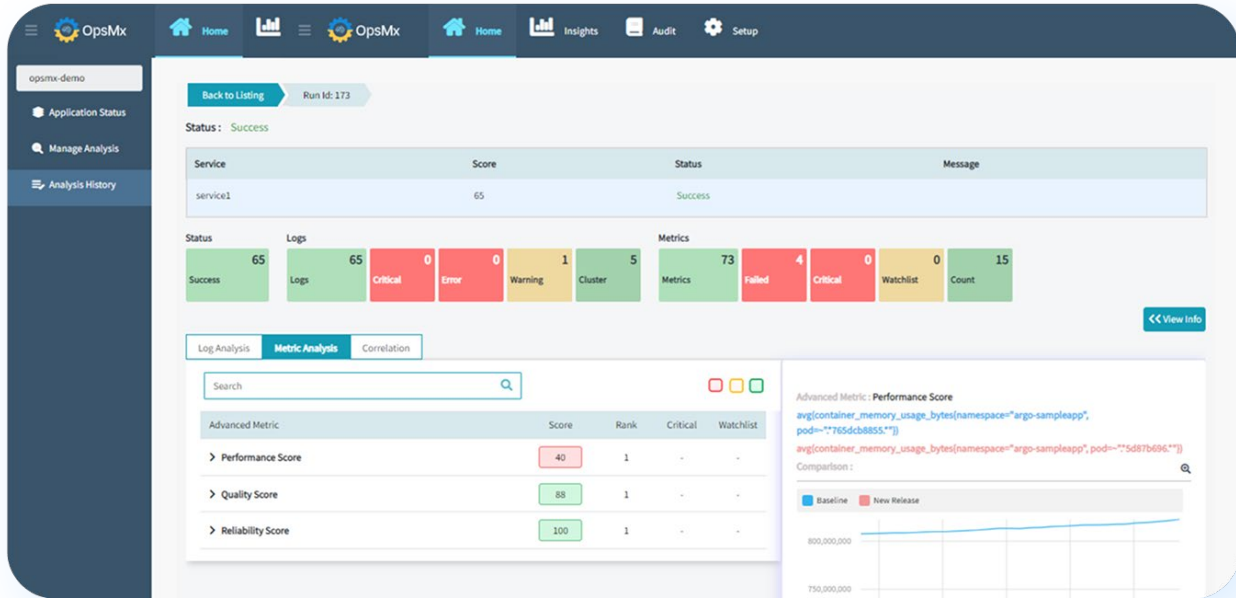 OpsMx Home OpsMx Home Insights Audit Setup
opsmx-demo
Application Status
Manage Analysis
Analysis History
Back to Listing Run Id: 173
Status : Success
Service Score Status Message
service1 65 Success
Status Logs Metrics
65 65 0 0 1 5 73 4 0 0 15
Success Logs Critical Error Warning Cluster Metrics Failed Critical Watchlist Count
View Info
Log Analysis Metric Analysis Correlation
Search
Advanced Metric Score Rank Critical Watchlist
Performance Score 40 1 - -
Quality Score 88 1 - -
Reliability Score 100 1 - -
Advanced Metric : Performance Score
avg(container_memory_usage_bytes{namespace="argo-sampleapp",
pod=~".*765dcb8855.*"})
avg(container_memory_usage_bytes{namespace="argo-sampleapp", pod=~".*5d87b696.*"})
Comparison :
Baseline New Release
800,000,000
750,000,000